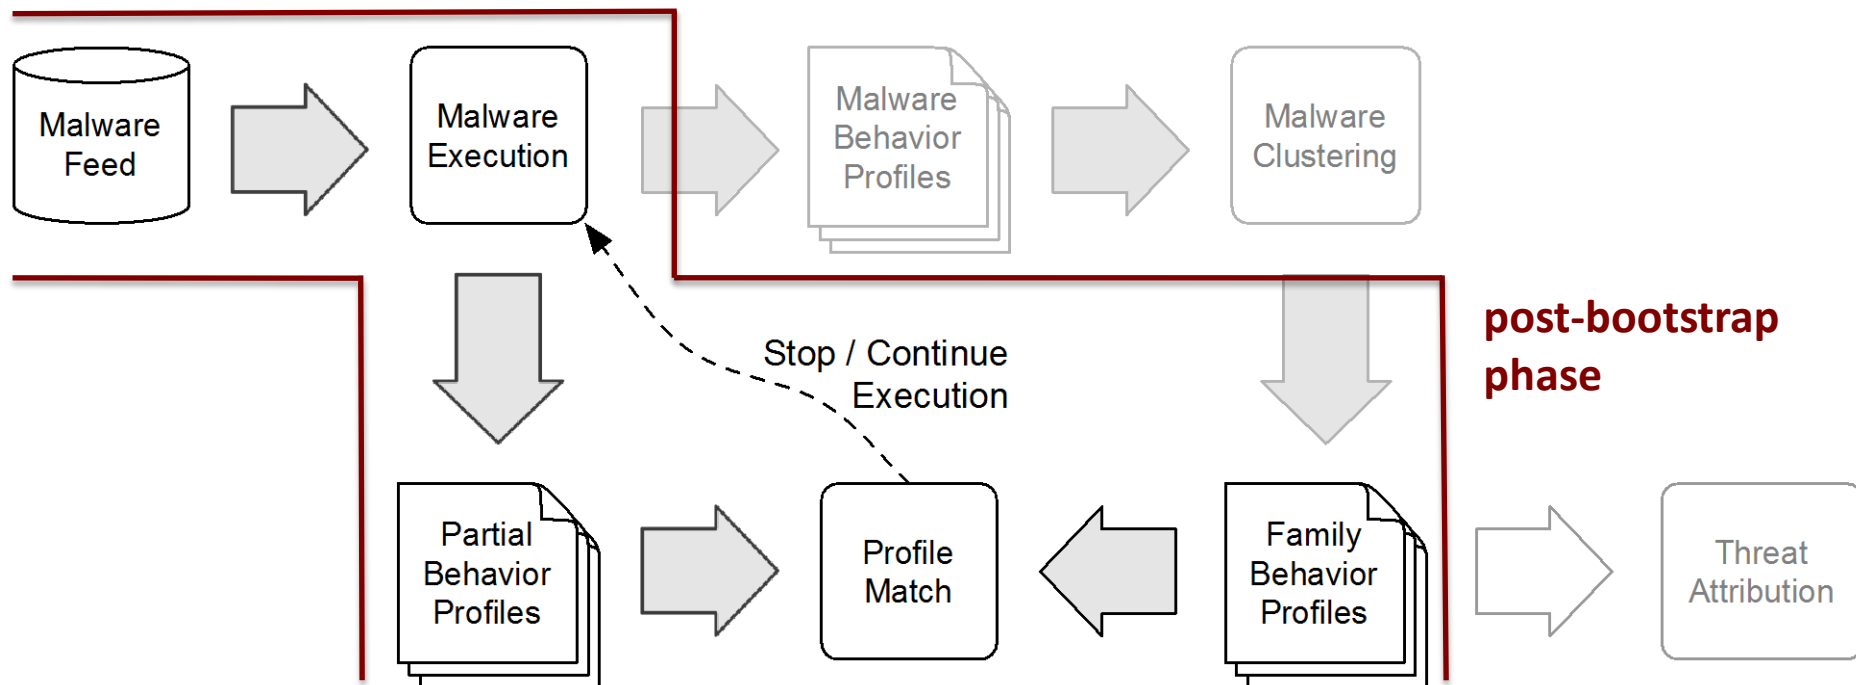 Malware
Feed
Malware
Execution
Malware
Behavior
Profiles
Malware
Clustering
Stop / Continue
Execution
post-bootstrap
phase
Partial
Behavior
Profiles
Profile
Match
Family
Behavior
Profiles
Threat
Attribution